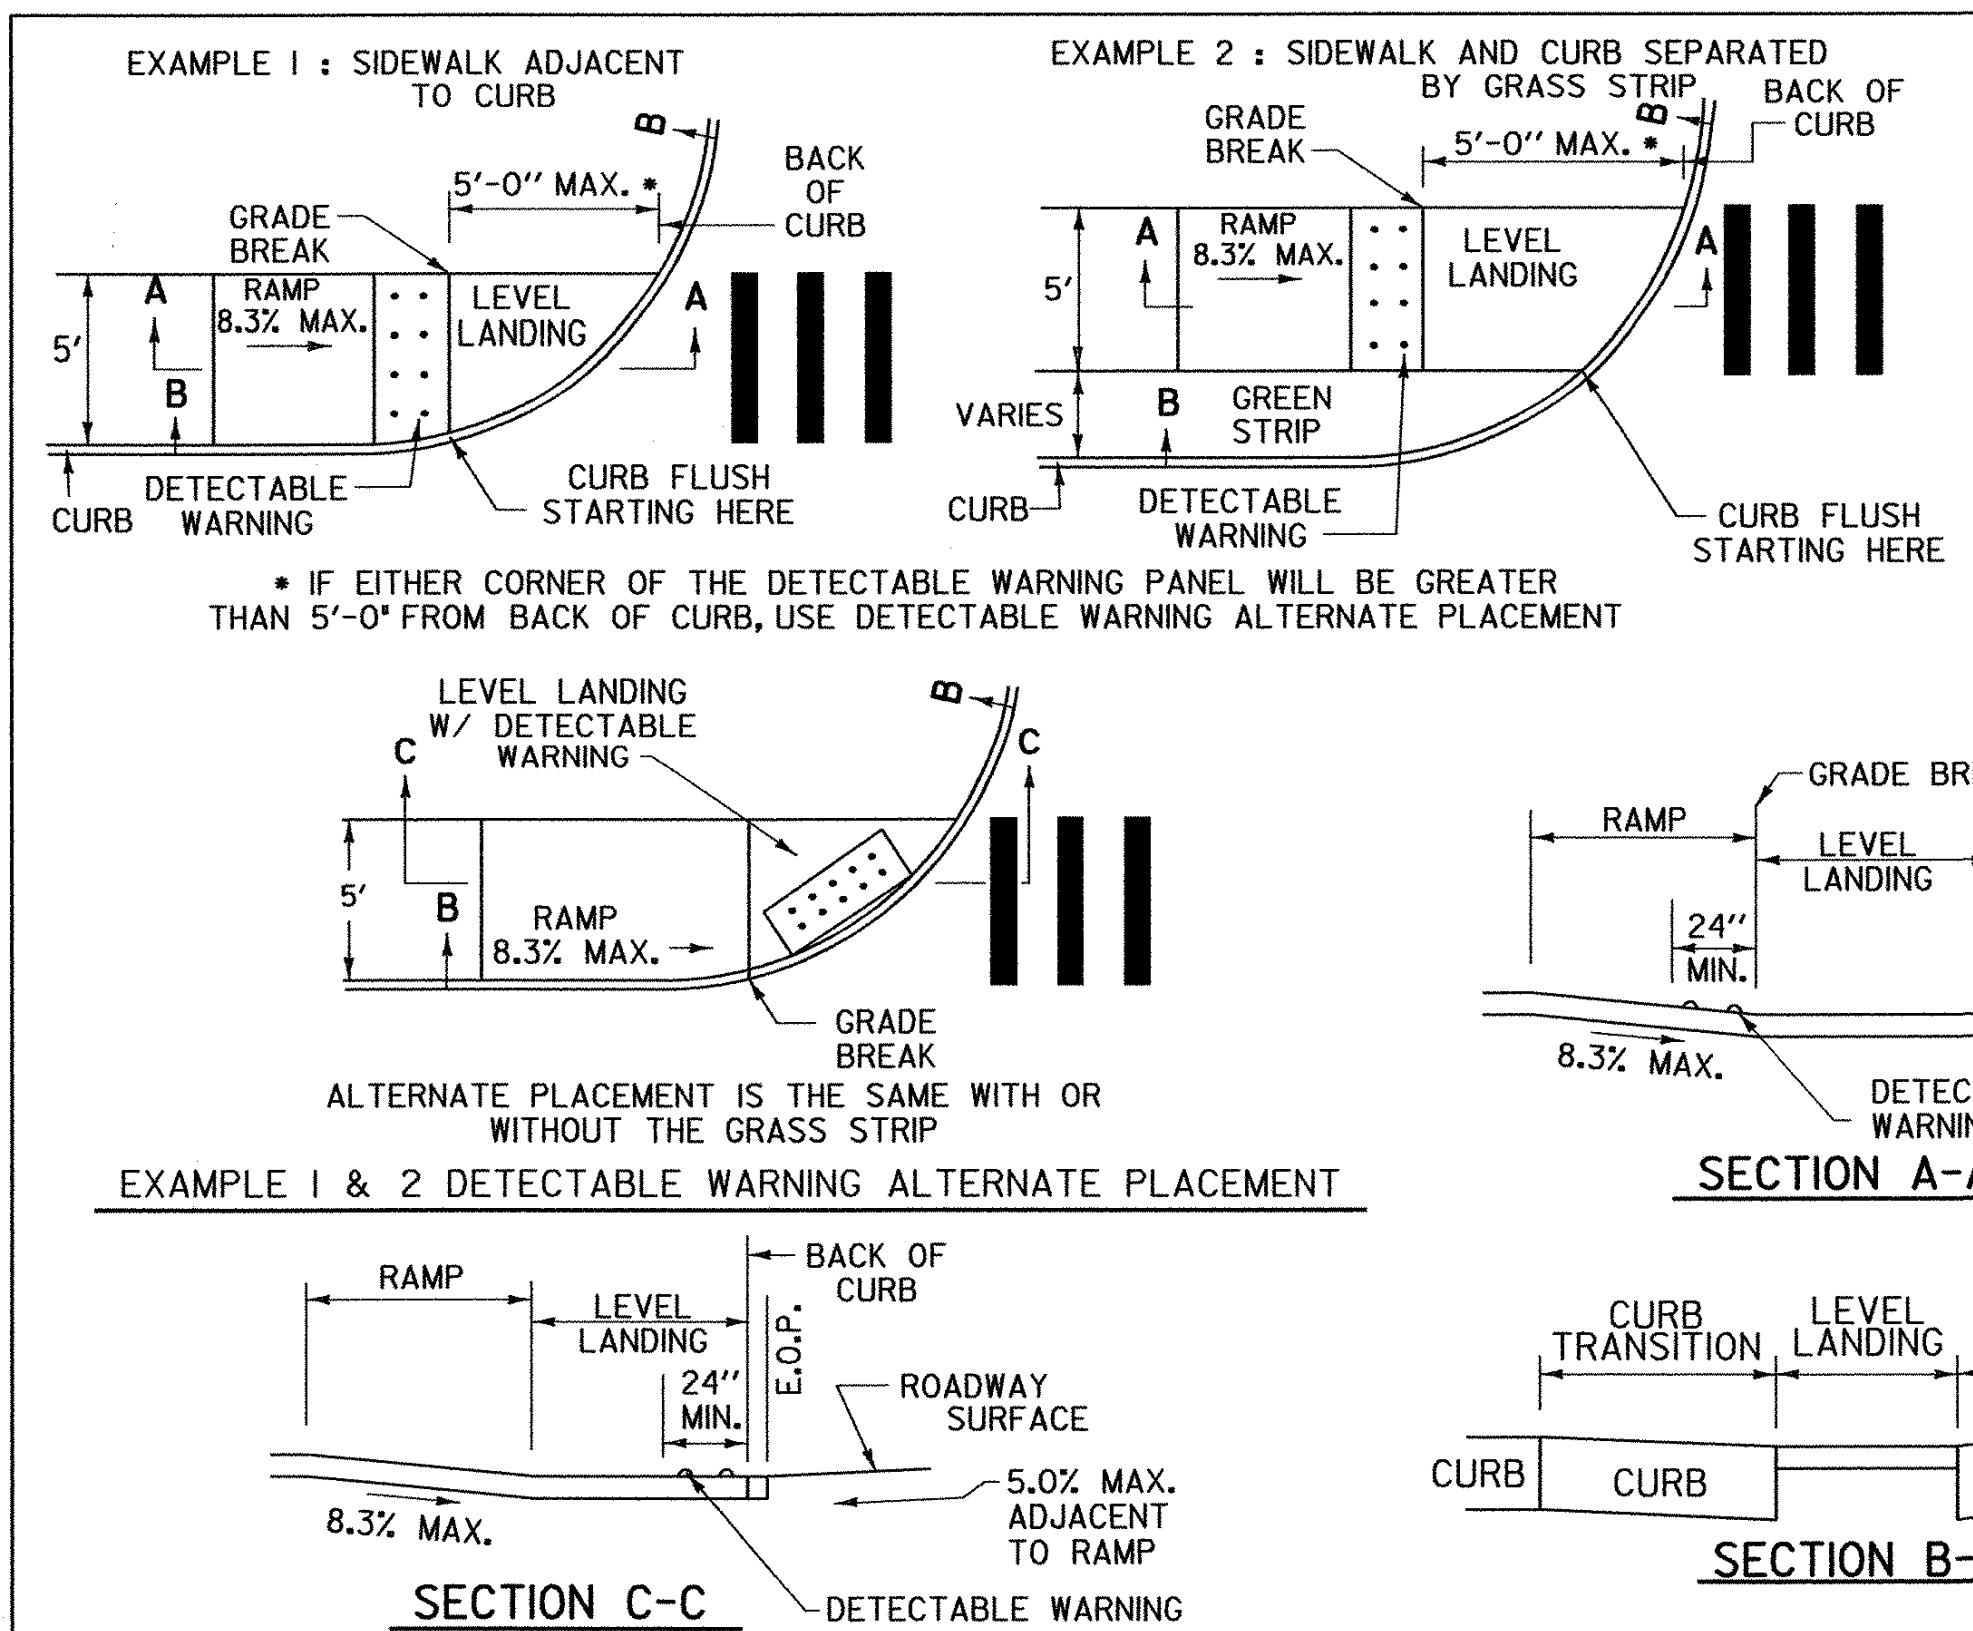 EXAMPLE 1 : SIDEWALK ADJACENT
TO CURB
B
BACK
OF
CURB
5'-0" MAX. *
GRADE
BREAK
A
RAMP
8.3% MAX.
LEVEL
LANDING
A
5'
B
DETECTABLE
WARNING
CURB
CURB FLUSH
STARTING HERE
EXAMPLE 2 : SIDEWALK AND CURB SEPARATED
BY GRASS STRIP
B
BACK OF
CURB
GRADE
BREAK
5'-0" MAX. *
A
RAMP
8.3% MAX.
LEVEL
LANDING
A
5'
VARIES
B
GREEN
STRIP
CURB
DETECTABLE
WARNING
CURB FLUSH
STARTING HERE
* IF EITHER CORNER OF THE DETECTABLE WARNING PANEL WILL BE GREATER
THAN 5'-0" FROM BACK OF CURB, USE DETECTABLE WARNING ALTERNATE PLACEMENT
LEVEL LANDING
W/ DETECTABLE
WARNING
B
C
C
5'
B
RAMP
8.3% MAX.
GRADE
BREAK
ALTERNATE PLACEMENT IS THE SAME WITH OR
WITHOUT THE GRASS STRIP
EXAMPLE 1 & 2 DETECTABLE WARNING ALTERNATE PLACEMENT
GRADE BR
RAMP
LEVEL
LANDING
24"
MIN.
8.3% MAX.
DETEC
WARNIN
SECTION A-A
RAMP
BACK OF
CURB
LEVEL
LANDING
E.O.P.
24"
MIN.
ROADWAY
SURFACE
8.3% MAX.
5.0% MAX.
ADJACENT
TO RAMP
DETECTABLE WARNING
SECTION C-C
CURB
TRANSITION
LEVEL
LANDING
CURB
CURB
SECTION B-